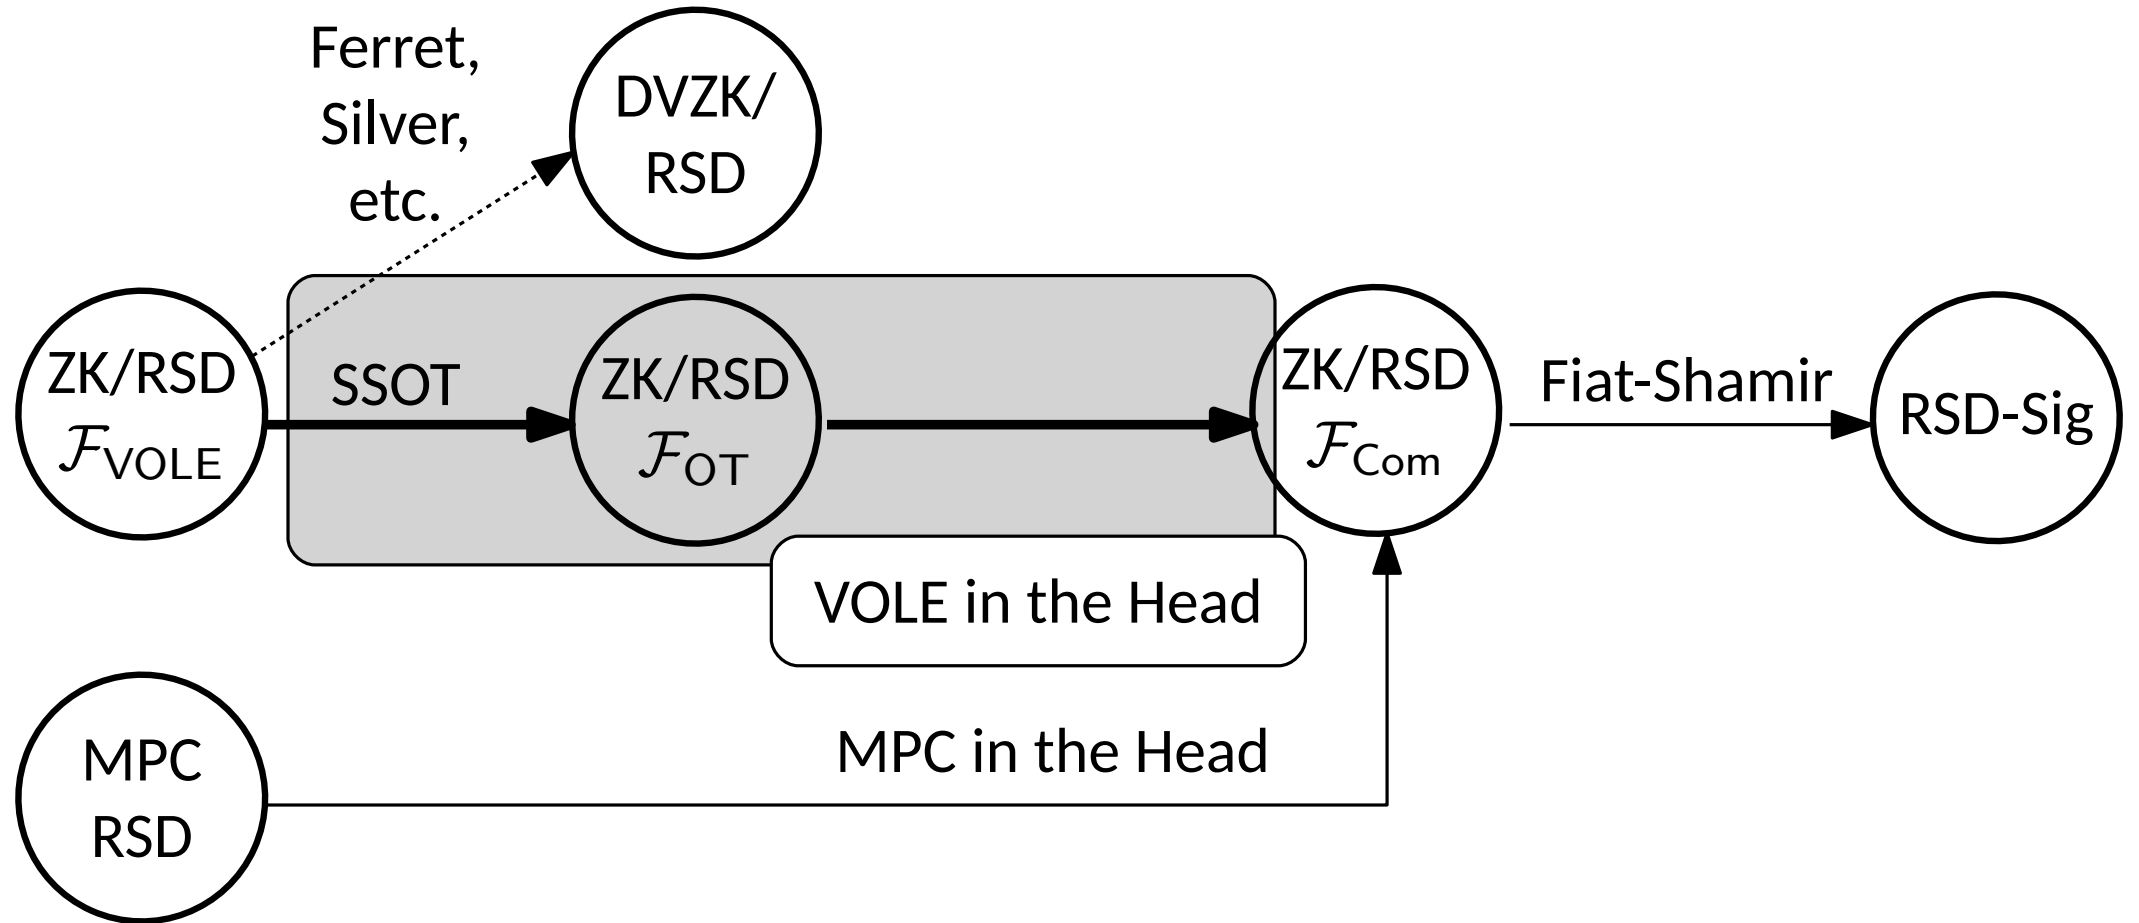 Ferret,
Silver,
etc.
DVZK/
RSD
ZK/RSD
ℱVOLE
SSOT
ZK/RSD
ℱOT
ZK/RSD
ℱCom
Fiat-Shamir
RSD-Sig
VOLE in the Head
MPC
RSD
MPC in the Head